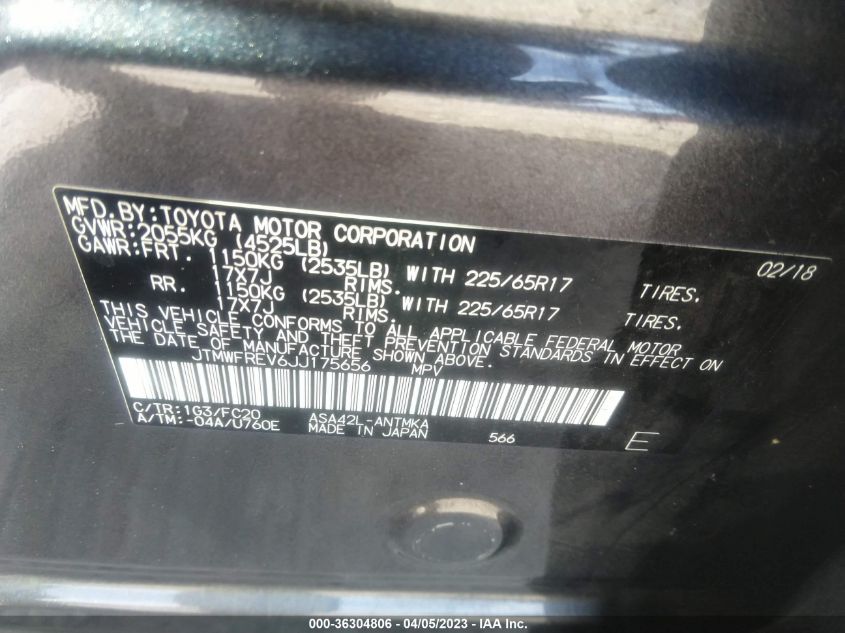 MFD.BY:TOYOTA MOTOR CORPORATION 02/18
GVWR:2055KG (4525LB)
GAWR:FRT. 1150KG (2535LB) WITH 225/65R17 TIRES.
17X7J RIMS.
RR. 1150KG (2535LB) WITH 225/65R17 TIRES.
17X7J RIMS.
THIS VEHICLE CONFORMS TO ALL APPLICABLE FEDERAL MOTOR
VEHICLE SAFETY AND THEFT PREVENTION STANDARDS IN EFFECT ON
THE DATE OF MANUFACTURE SHOWN ABOVE.
JTMWFREV6JJ175656 MPV
C/TR:1G3/FC20 ASA42L-ANTMKA
A/TM:-04A/U760E MADE IN JAPAN 566 E
000-36304806 - 04/05/2023 - IAA Inc.